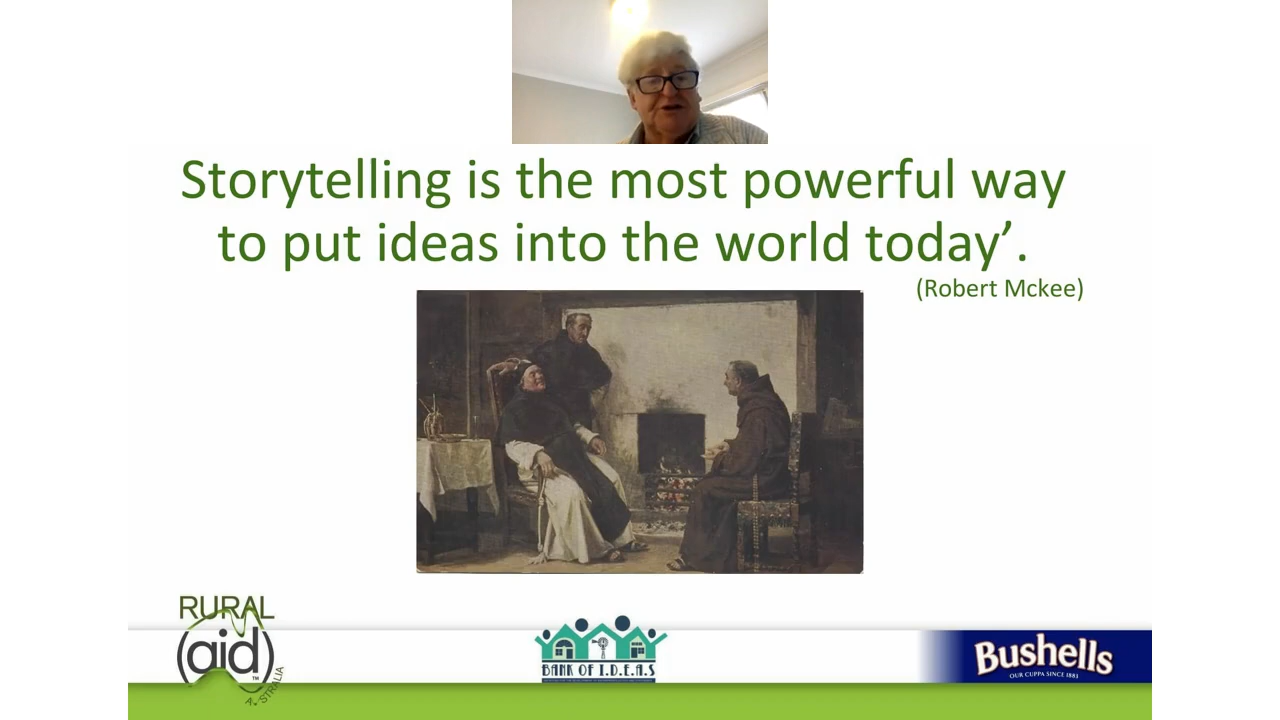 Storytelling is the most powerful way
to put ideas into the world today’.
(Robert Mckee)
RURAL
(aid)
TM
AUSTRALIA
BANK OF I.D.E.A.S
Bushells
OUR CUPPA SINCE 1883